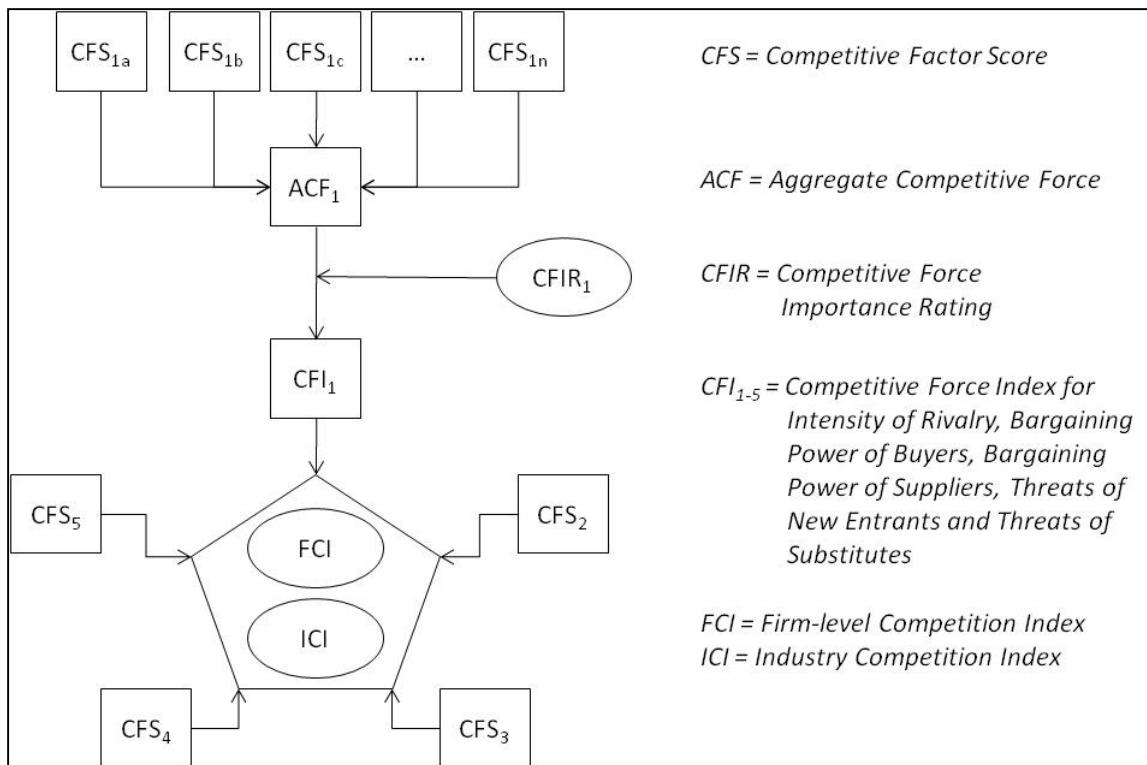 CFS1a CFS1b CFS1c ... CFS1n
CFS = Competitive Factor Score
ACF1
ACF = Aggregate Competitive Force
CFIR1
CFIR = Competitive Force
Importance Rating
CFI1
CFI1-5 = Competitive Force Index for
Intensity of Rivalry, Bargaining
Power of Buyers, Bargaining
Power of Suppliers, Threats of
New Entrants and Threats of
Substitutes
CFS5
CFS2
FCI
ICI
CFS4
CFS3
FCI = Firm-level Competition Index
ICI = Industry Competition Index